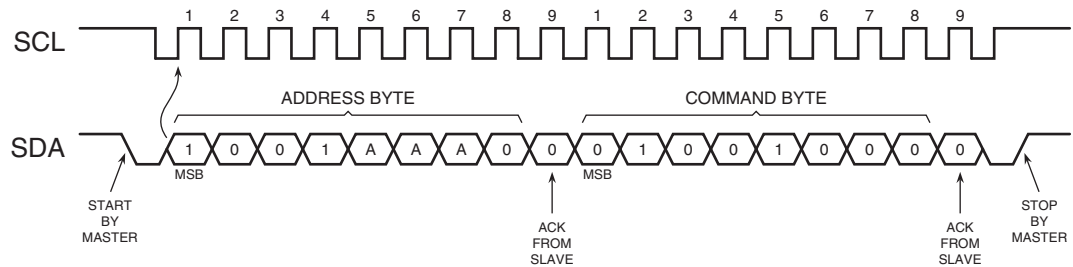 1 2 3 4 5 6 7 8 9 1 2 3 4 5 6 7 8 9
SCL
ADDRESS BYTE COMMAND BYTE
SDA 1 0 0 1 A A A 0 0 0 1 0 0 1 0 0 0 0
MSB MSB
START
BY
MASTER
ACK
FROM
SLAVE
ACK
FROM
SLAVE
STOP
BY
MASTER